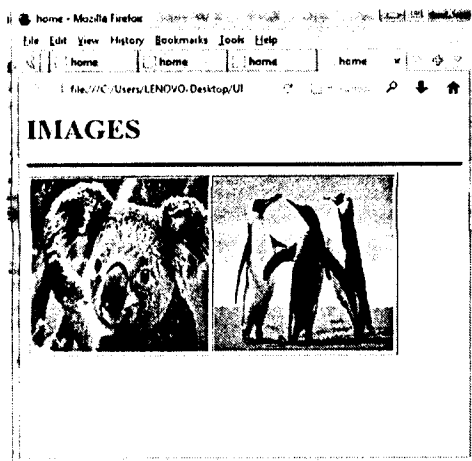 home - Mozilla Firefox
File Edit View History Bookmarks Tools Help
home home home home ×
file:///C:/Users/LENOVO/Desktop/UI
IMAGES